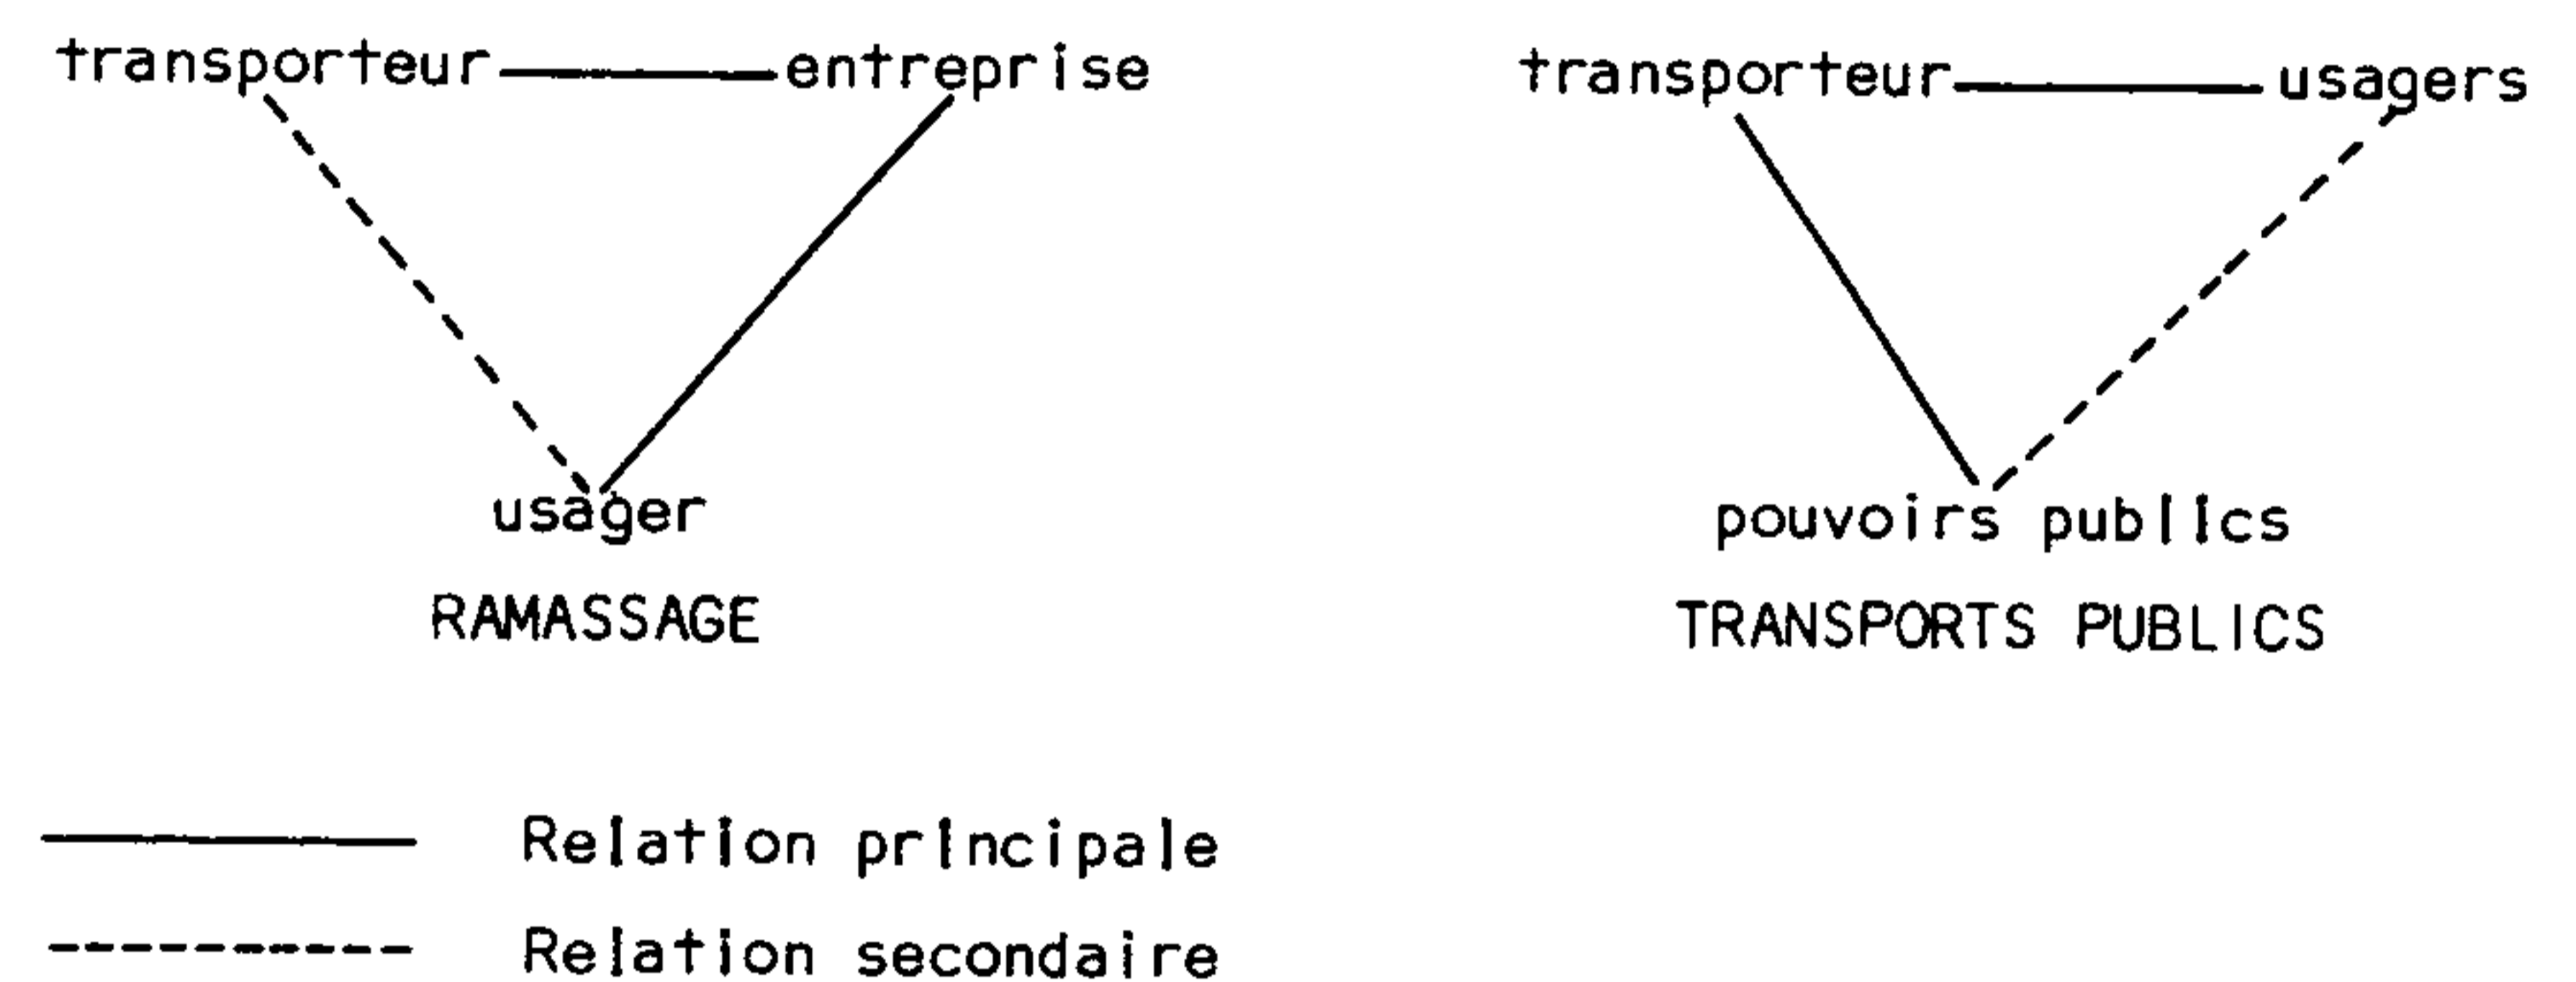 transporteur entreprise
usager
RAMASSAGE
transporteur usagers
pouvoirs publics
TRANSPORTS PUBLICS
Relation principale
Relation secondaire